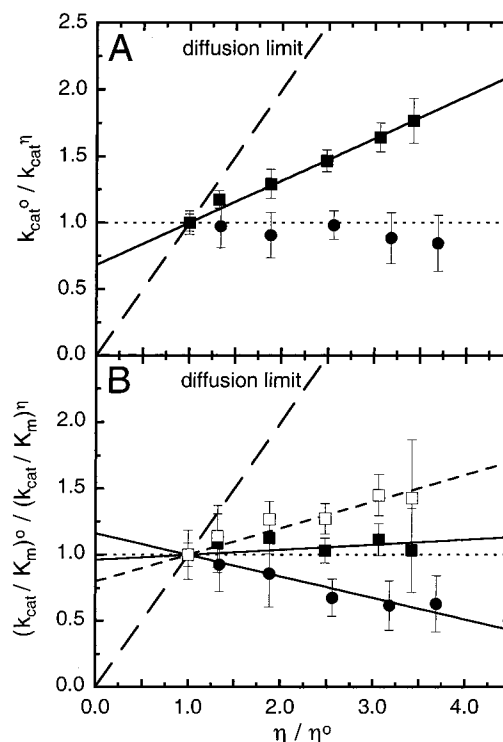 A
diffusion limit
2.5
2.0
1.5
1.0
0.5
0.0
k_cat^o / k_cat^η
B
diffusion limit
2.0
1.5
1.0
0.5
0.0
(k_cat / K_m)^o / (k_cat / K_m)^η
0.0 1.0 2.0 3.0 4.0
η / η^o